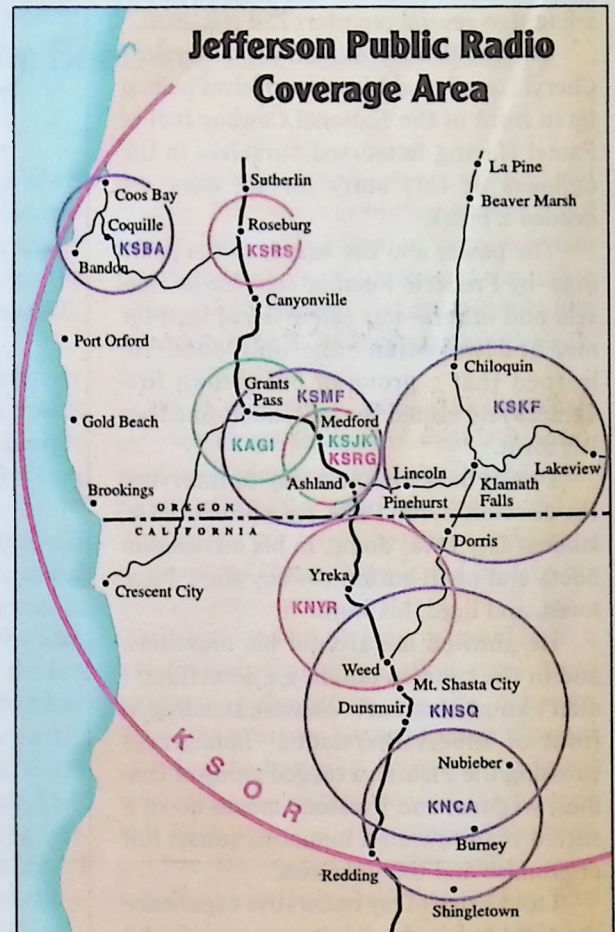 Jefferson Public Radio
Coverage Area
La Pine
Sutherlin
Beaver Marsh
Coos Bay
Coquille
Roseburg
KSBA
KSRS
Bandon
Canyonville
Port Orford
Chiloquin
Grants
Pass
KSMF
KSKF
Gold Beach
Medford
KAGI
KSJK
KSRG
Lincoln
Lakeview
Ashland
Klamath
Falls
Pinehurst
Brookings
OREGON
CALIFORNIA
Dorris
Yreka
Crescent City
KNYR
Weed
Mt. Shasta City
Dunsmuir
KNSQ
KSOR
Nubieber
KNCA
Burney
Redding
Shingletown